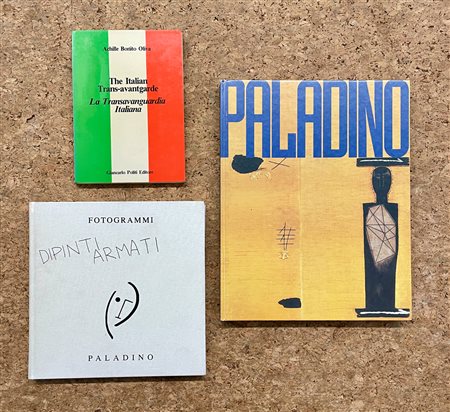 Achille Bonito Oliva
The Italian
Trans-avantgarde
La Transavanguardia
Italiana
Giancarlo Politi Editore
PALADINO
FOTOGRAMMI
DIPINTI ARMATI
PALADINO